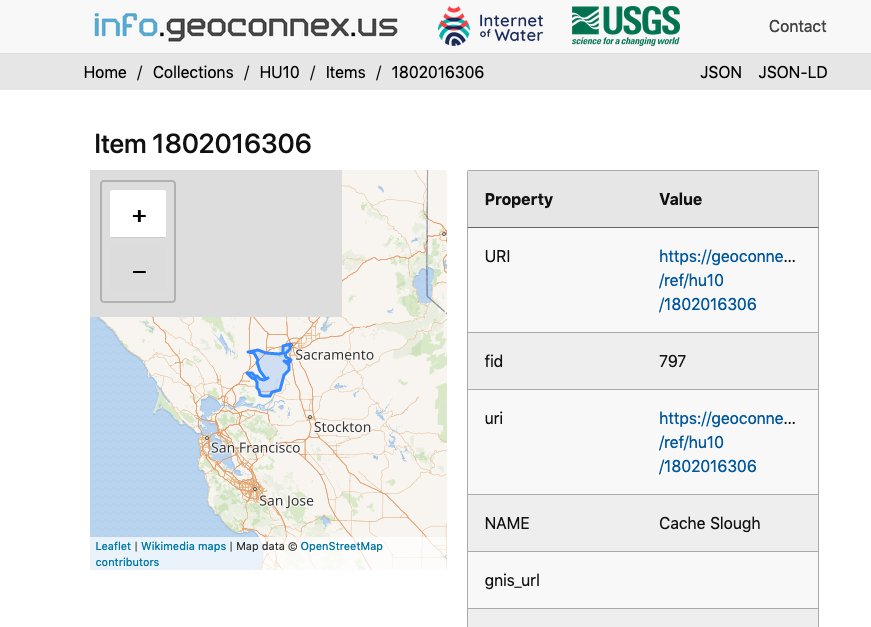 info.geoconnex.us
Internet
of Water
USGS
science for a changing world
Contact
Home / Collections / HU10 / Items / 1802016306
JSON JSON-LD
Item 1802016306
+
−
Sacramento
Stockton
San Francisco
San Jose
Leaflet | Wikimedia maps | Map data © OpenStreetMap
contributors
Property Value
URI https://geoconne...
/ref/hu10
/1802016306
fid 797
uri https://geoconne...
/ref/hu10
/1802016306
NAME Cache Slough
gnis_url